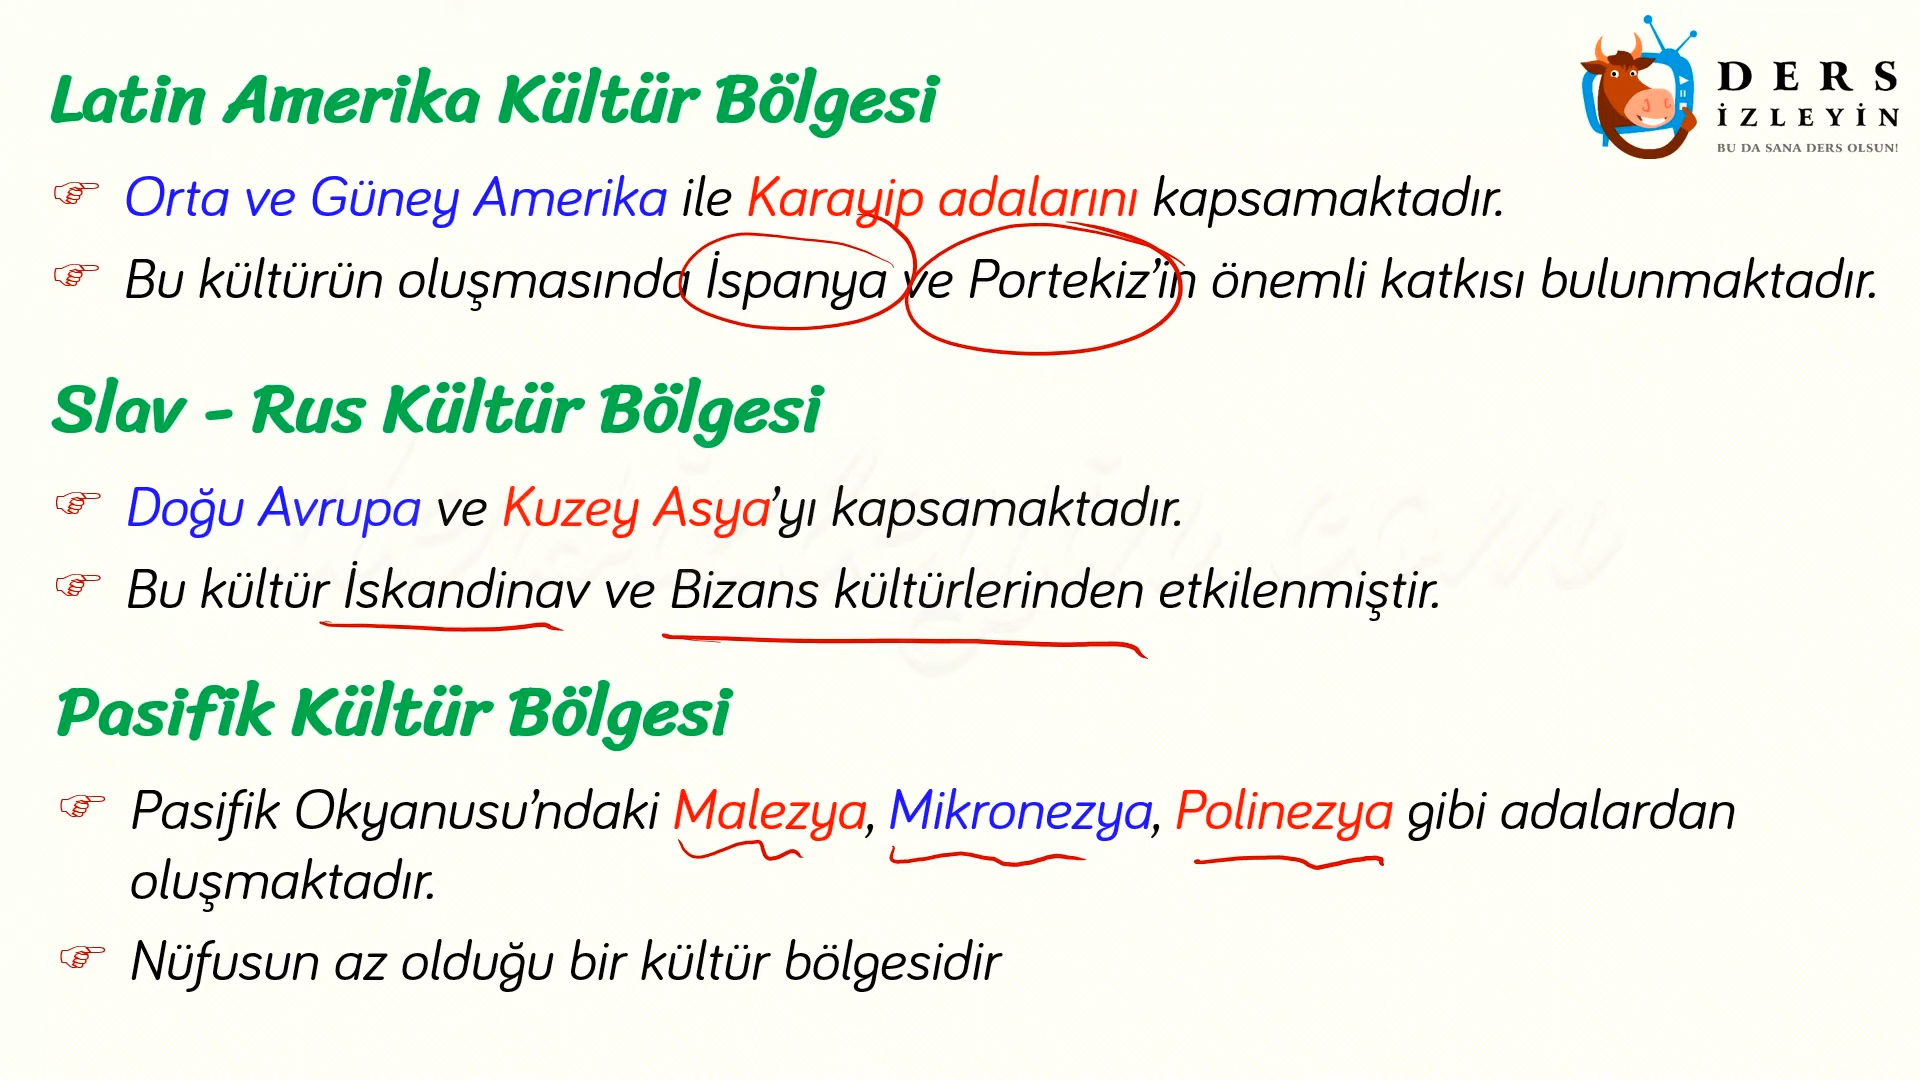 Latin Amerika Kültür Bölgesi
DERS
İZLEYİN
BU DA SANA DERS OLSUN!
Orta ve Güney Amerika ile Karayip adalarını kapsamaktadır.
Bu kültürün oluşmasında İspanya ve Portekiz’in önemli katkısı bulunmaktadır.
Slav - Rus Kültür Bölgesi
Doğu Avrupa ve Kuzey Asya’yı kapsamaktadır.
Bu kültür İskandinav ve Bizans kültürlerinden etkilenmiştir.
Pasifik Kültür Bölgesi
Pasifik Okyanusu’ndaki Malezya, Mikronezya, Polinezya gibi adalardan
oluşmaktadır.
Nüfusun az olduğu bir kültür bölgesidir